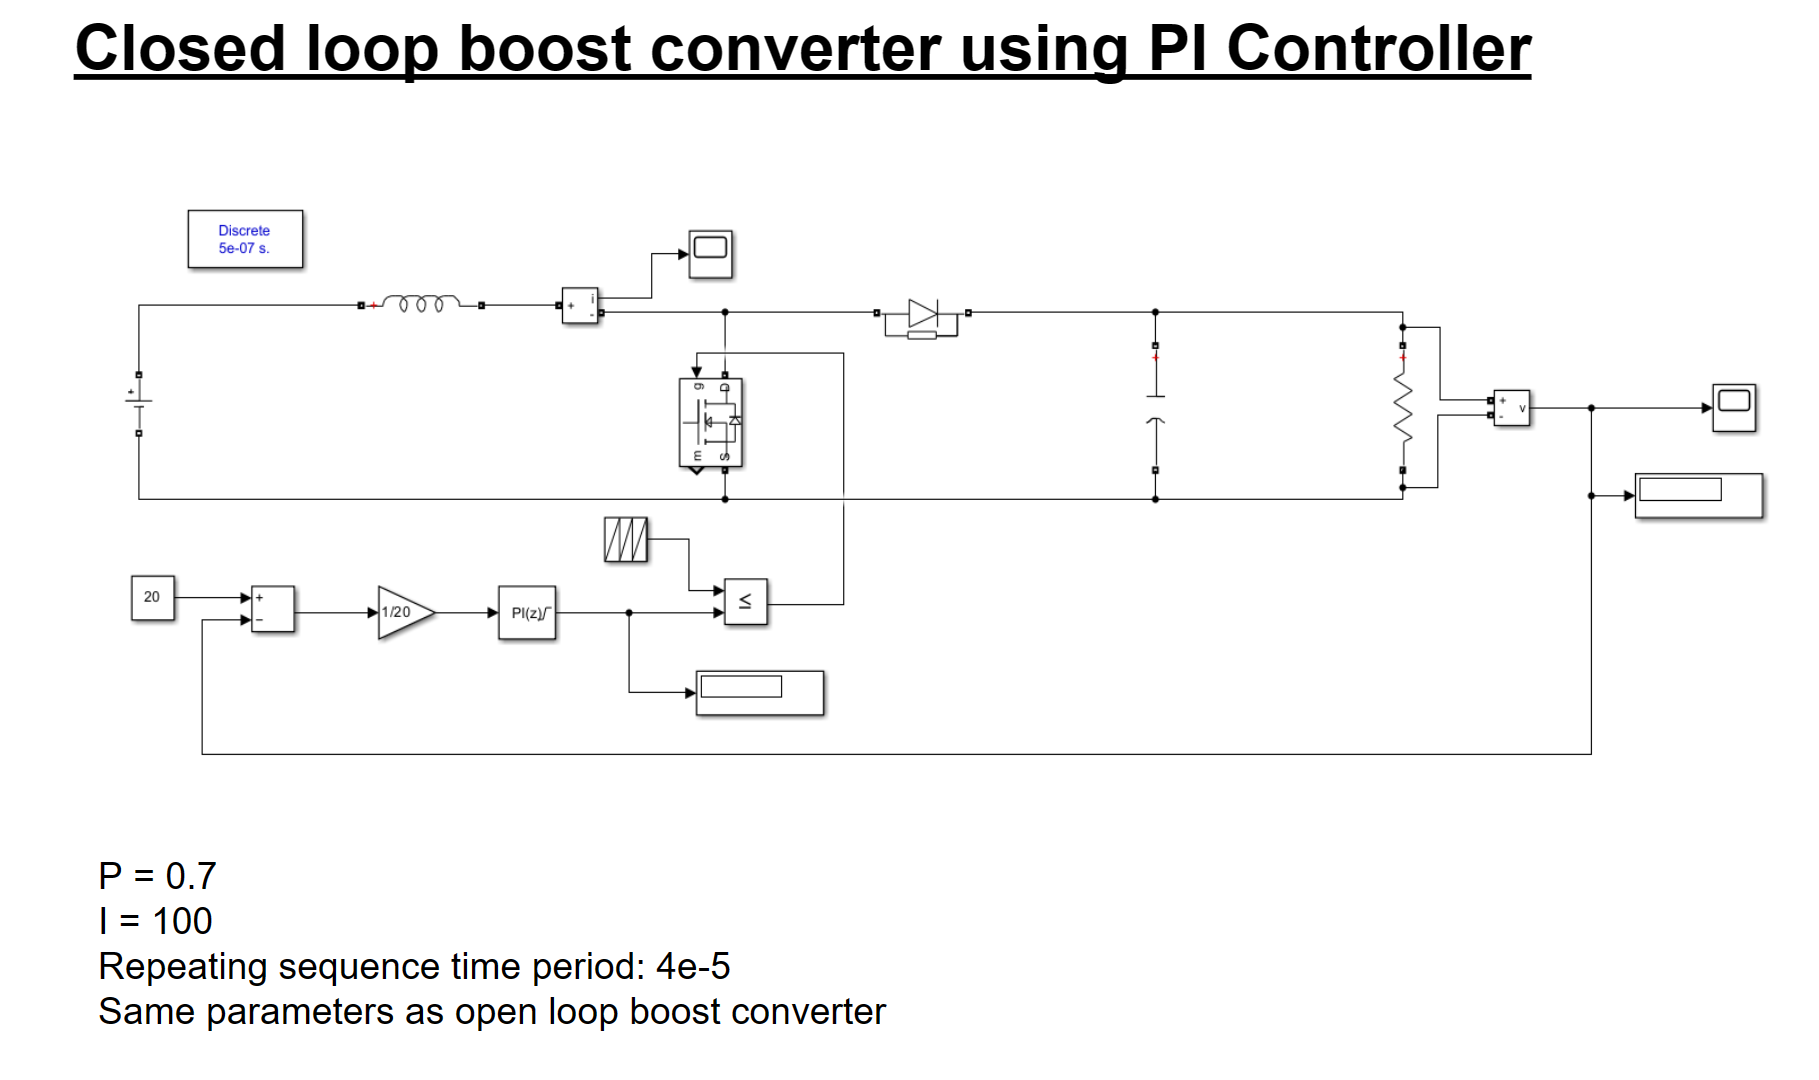 Closed loop boost converter using PI Controller
Discrete
5e-07 s.
i
+
-
g
D
m
S
+
+
-
v
20
+
−
1/20
PI(z)
≤
P = 0.7
I = 100
Repeating sequence time period: 4e-5
Same parameters as open loop boost converter